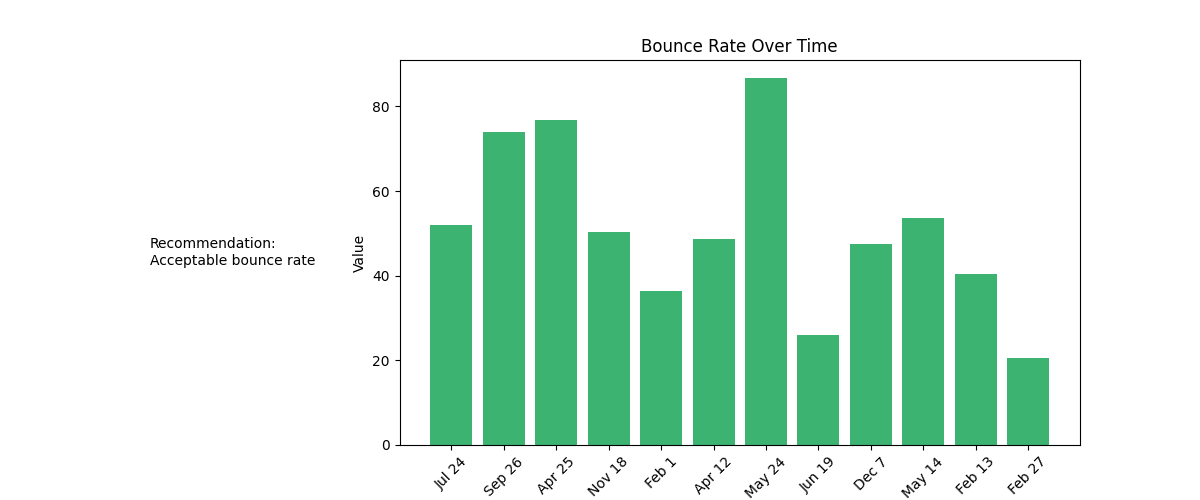 Bounce Rate Over Time
Recommendation:
Acceptable bounce rate
Value
80
60
40
20
0
Jul 24
Sep 26
Apr 25
Nov 18
Feb 1
Apr 12
May 24
Jun 19
Dec 7
May 14
Feb 13
Feb 27